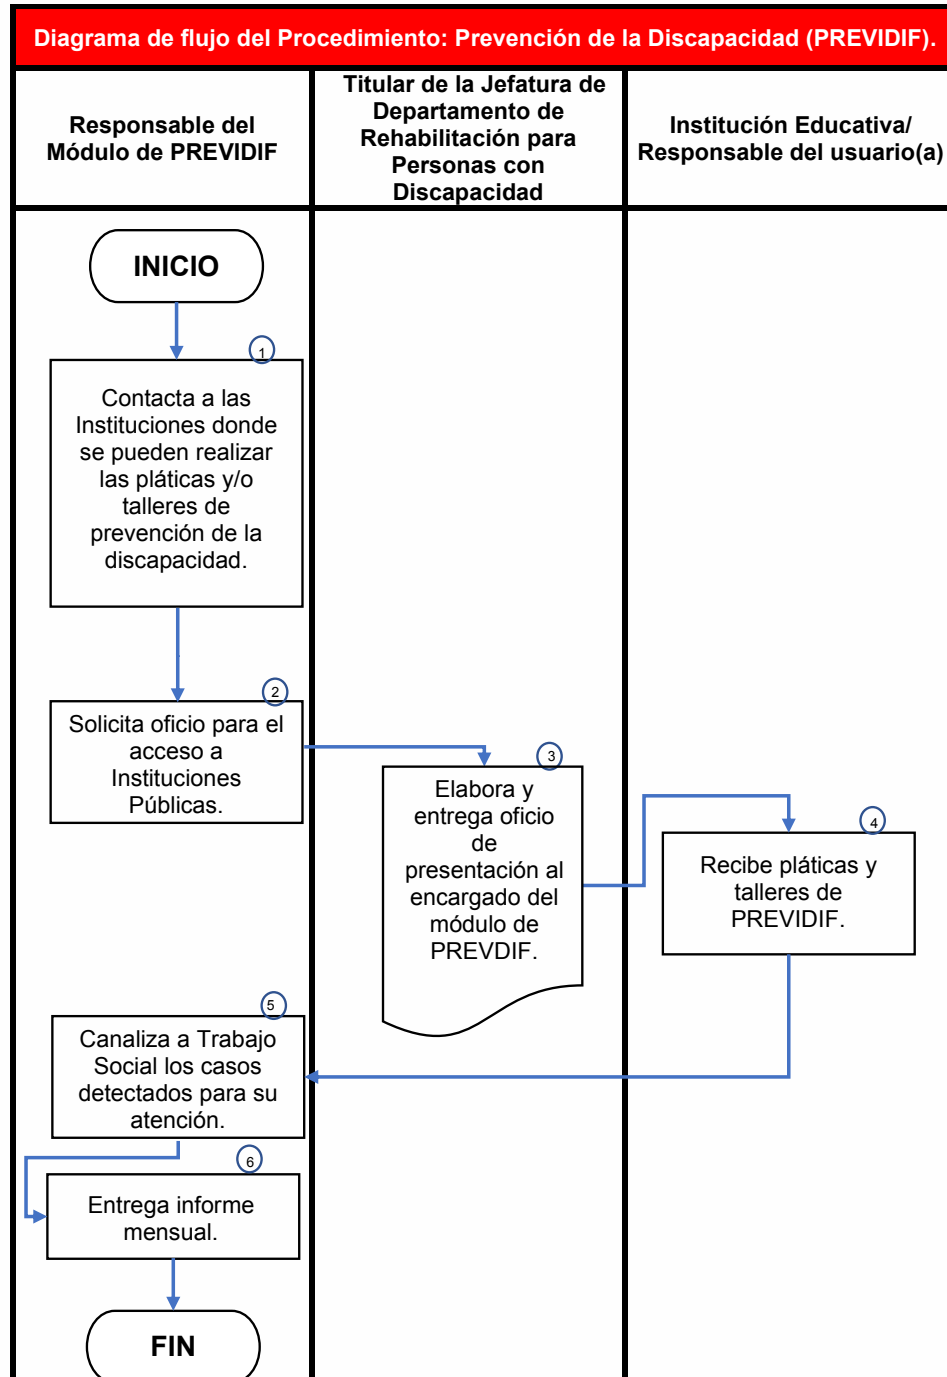 Diagrama de flujo del Procedimiento: Prevención de la Discapacidad (PREVIDIF).
Responsable del
Módulo de PREVIDIF
Titular de la Jefatura de
Departamento de
Rehabilitación para
Personas con
Discapacidad
Institución Educativa/
Responsable del usuario(a)
INICIO
1
Contacta a las
Instituciones donde
se pueden realizar
las pláticas y/o
talleres de
prevención de la
discapacidad.
2
Solicita oficio para el
acceso a
Instituciones
Públicas.
3
Elabora y
entrega oficio
de
presentación al
encargado del
módulo de
PREVDIF.
4
Recibe pláticas y
talleres de
PREVIDIF.
5
Canaliza a Trabajo
Social los casos
detectados para su
atención.
6
Entrega informe
mensual.
FIN